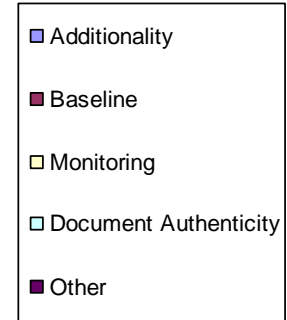 Additionality
Baseline
Monitoring
Document Authenticity
Other